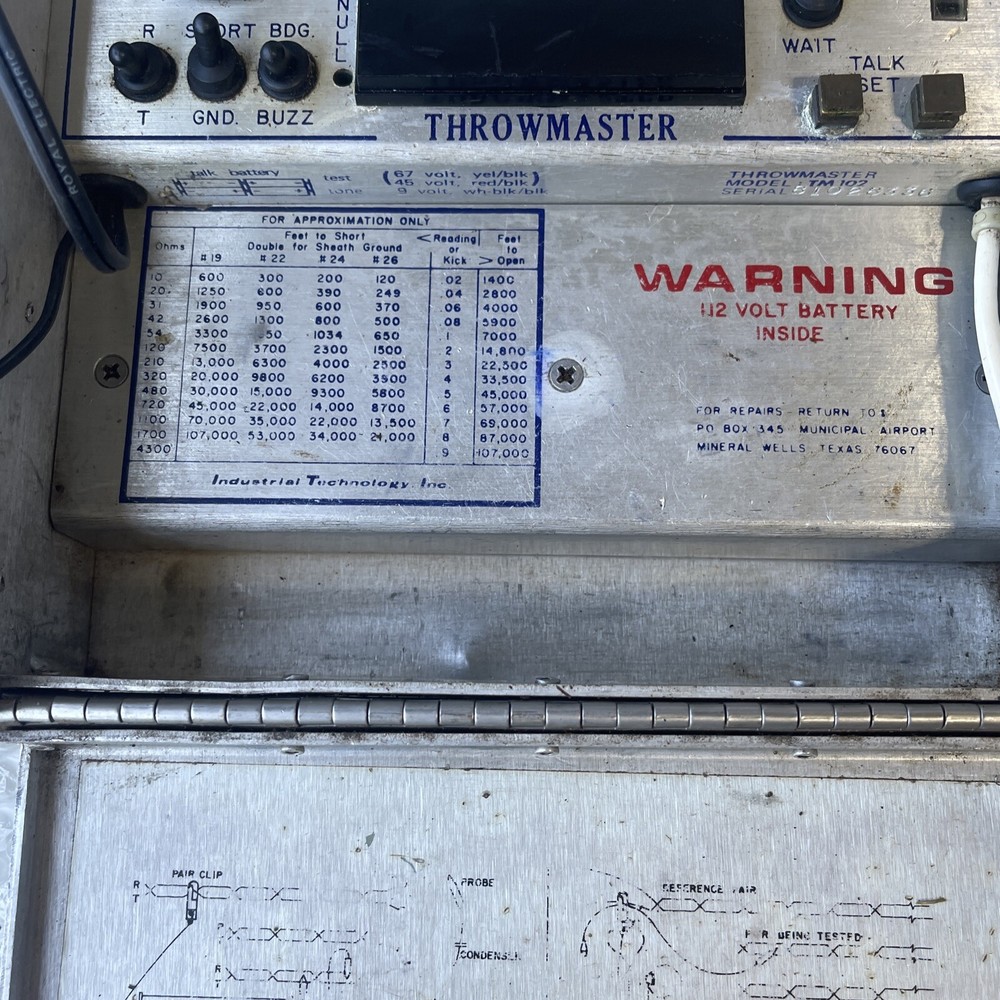 ROYAL ELECTRIC
R SHORT BDG.
NULL
T GND. BUZZ
WAIT
TALK
SET
THROWMASTER
talk battery test
tone
(67 volt, yel/blk)
45 volt, red/blk
9 volt, wh-blk/blk
THROWMASTER
MODEL TM 102
SERIAL
FOR APPROXIMATION ONLY
Ohms Feet to Short <Reading Feet
Double for Sheath Ground or to
#19 #22 #24 #26 Kick >Open
10 600 300 200 120 02 1400
20 1250 600 390 249 .04 2800
31 1900 950 600 370 .06 4000
42 2600 1300 800 500 08 5900
54 3300 50 1034 650 .1 7000
120 7500 3700 2300 1500 2 14,800
210 13,000 6300 4000 2500 3 22,500
320 20,000 9800 6200 3900 4 33,500
480 30,000 15,000 9300 5800 5 45,000
720 45,000 22,000 14,000 8700 6 57,000
1100 70,000 35,000 22,000 13,500 7 69,000
1700 107,000 53,000 34,000 21,000 8 87,000
4300 9 107,000
Industrial Technology, Inc.
WARNING
112 VOLT BATTERY
INSIDE
FOR REPAIRS RETURN TO:
PO BOX 345 MUNICIPAL AIRPORT
MINERAL WELLS, TEXAS 76067
PAIR CLIP
R
T
PROBE
CONDENSER
R
T
REFERENCE PAIR
PAIR BEING TESTED